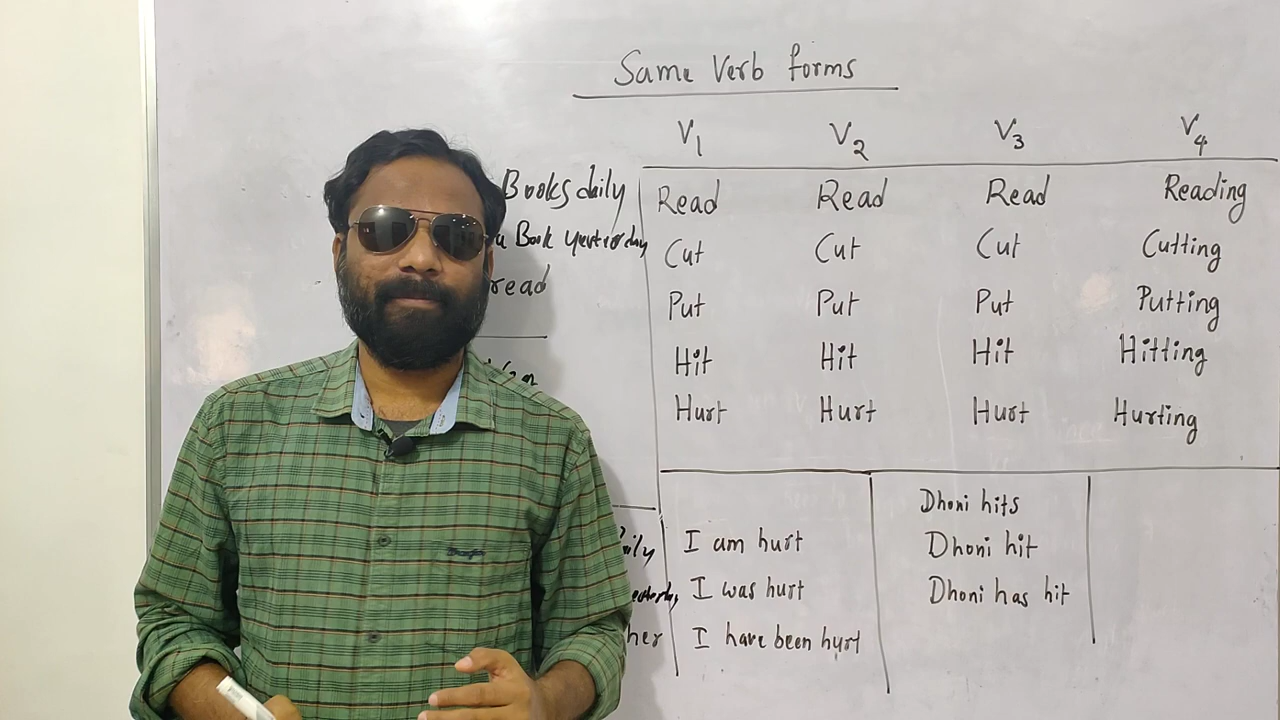 Same Verb forms
V1 V2 V3 V4
Read Read Read Reading
Cut Cut Cut Cutting
Put Put Put Putting
Hit Hit Hit Hitting
Hurt Hurt Hurt Hurting
Books daily
a Book yesterday
read
Dhoni hits
Dhoni hit
Dhoni has hit
I am hurt
I was hurt
I have been hurt
her